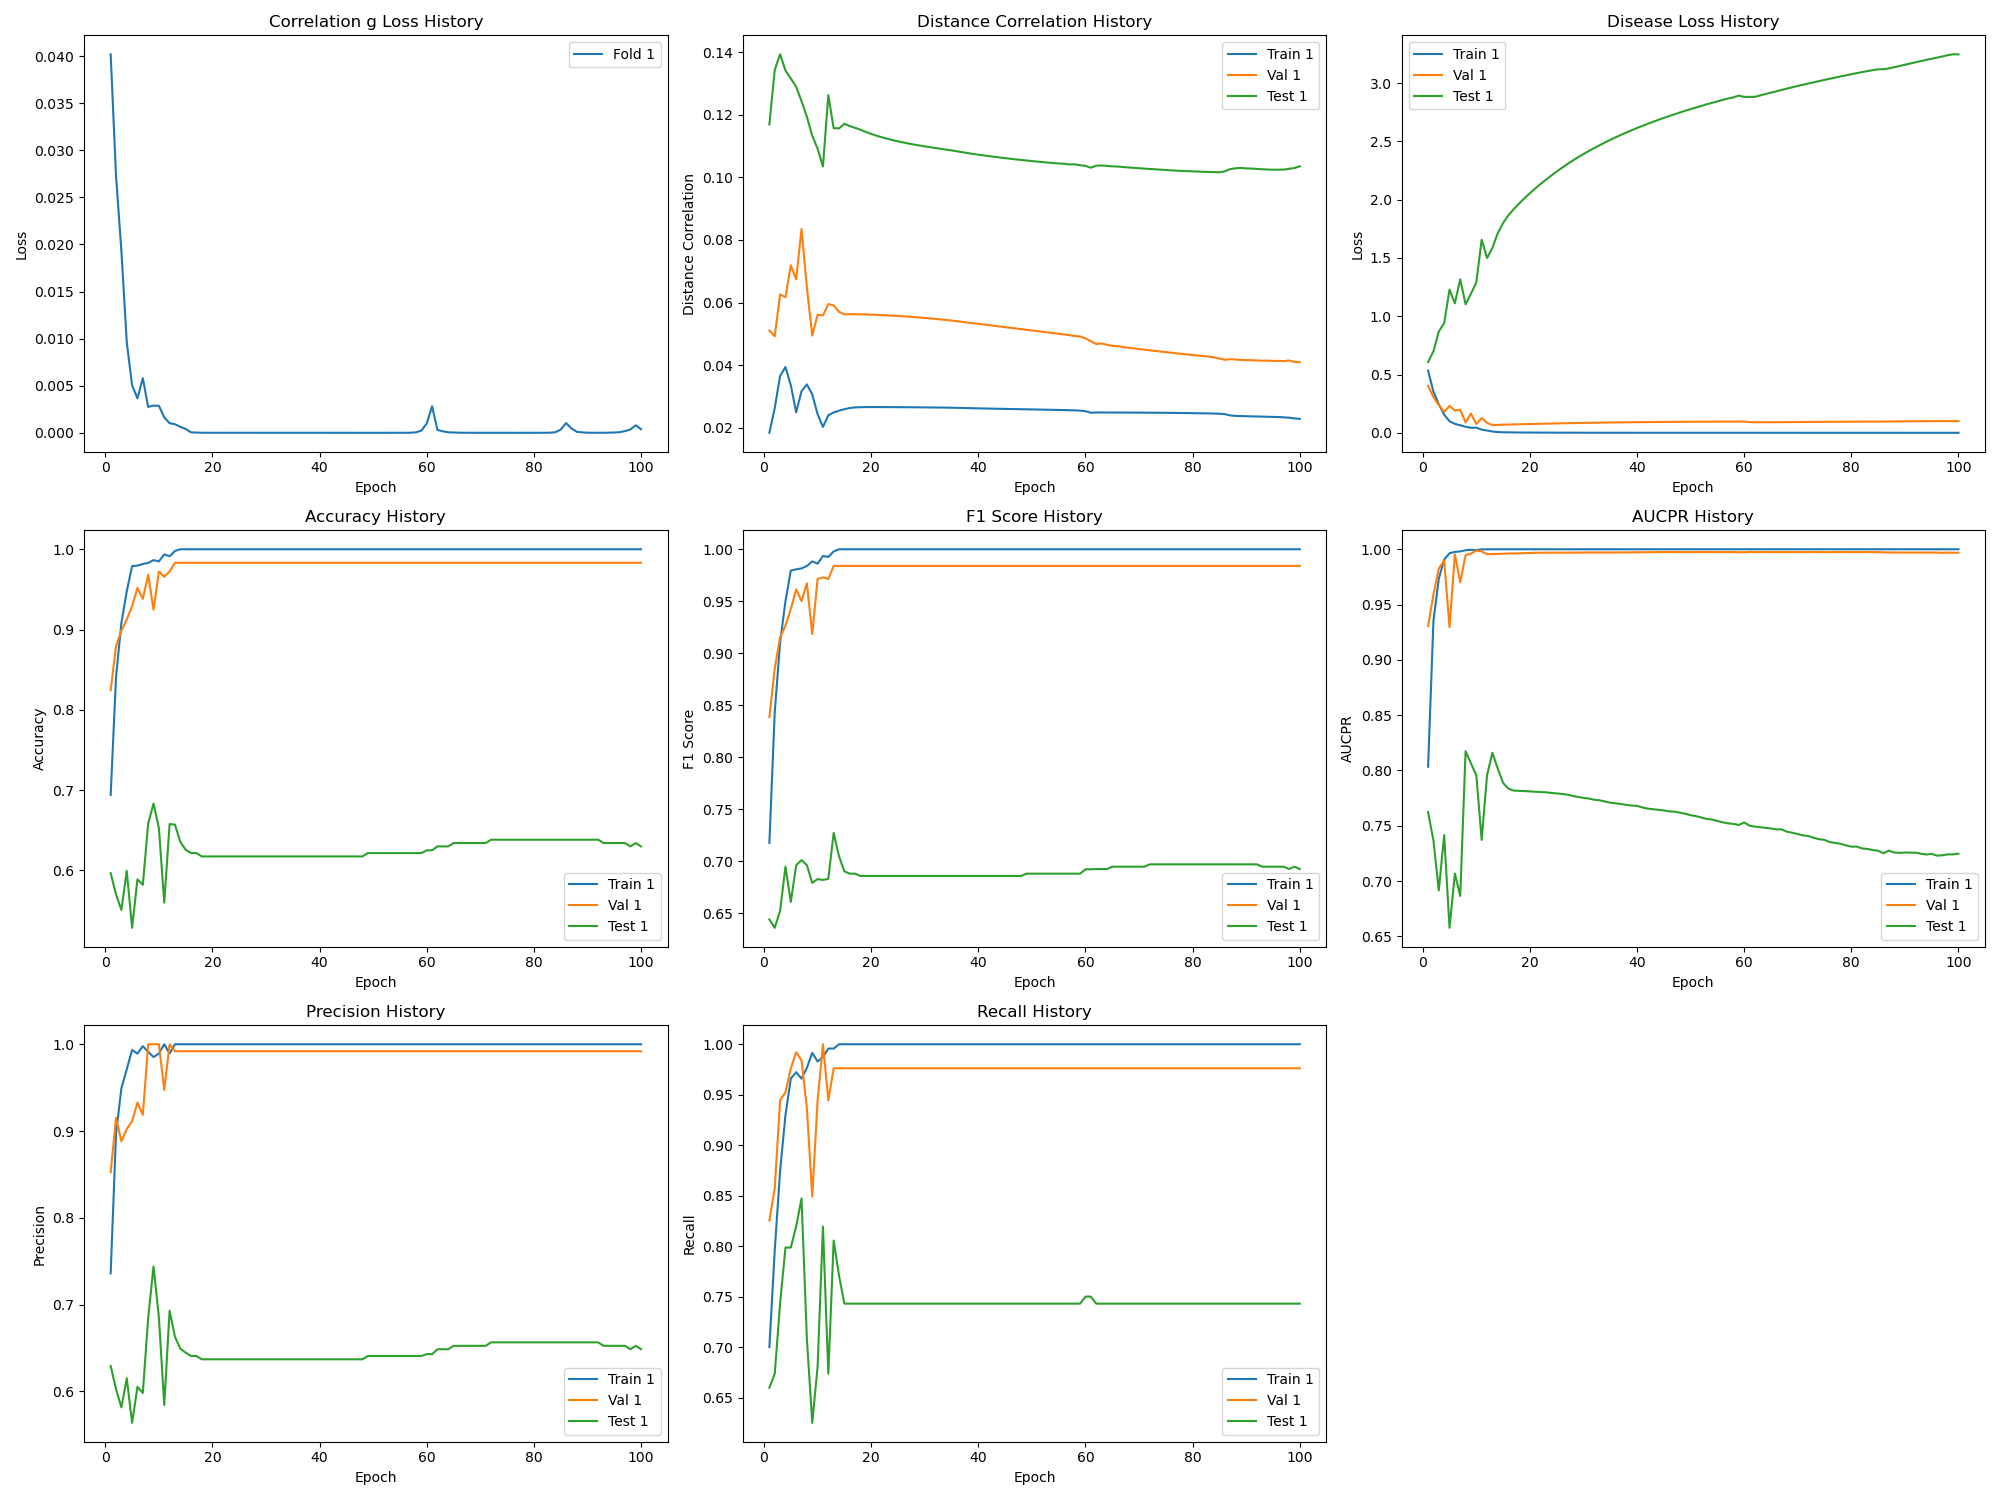 Correlation g Loss History
Loss
0.040
0.035
0.030
0.025
0.020
0.015
0.010
0.005
0.000
0 20 40 60 80 100
Epoch
Fold 1
Distance Correlation History
Distance Correlation
0.14
0.12
0.10
0.08
0.06
0.04
0.02
0 20 40 60 80 100
Epoch
Train 1
Val 1
Test 1
Disease Loss History
Loss
3.0
2.5
2.0
1.5
1.0
0.5
0.0
0 20 40 60 80 100
Epoch
Train 1
Val 1
Test 1
Accuracy History
Accuracy
1.0
0.9
0.8
0.7
0.6
0 20 40 60 80 100
Epoch
Train 1
Val 1
Test 1
F1 Score History
F1 Score
1.00
0.95
0.90
0.85
0.80
0.75
0.70
0.65
0 20 40 60 80 100
Epoch
Train 1
Val 1
Test 1
AUCPR History
AUCPR
1.00
0.95
0.90
0.85
0.80
0.75
0.70
0.65
0 20 40 60 80 100
Epoch
Train 1
Val 1
Test 1
Precision History
Precision
1.0
0.9
0.8
0.7
0.6
0 20 40 60 80 100
Epoch
Train 1
Val 1
Test 1
Recall History
Recall
1.00
0.95
0.90
0.85
0.80
0.75
0.70
0.65
0 20 40 60 80 100
Epoch
Train 1
Val 1
Test 1